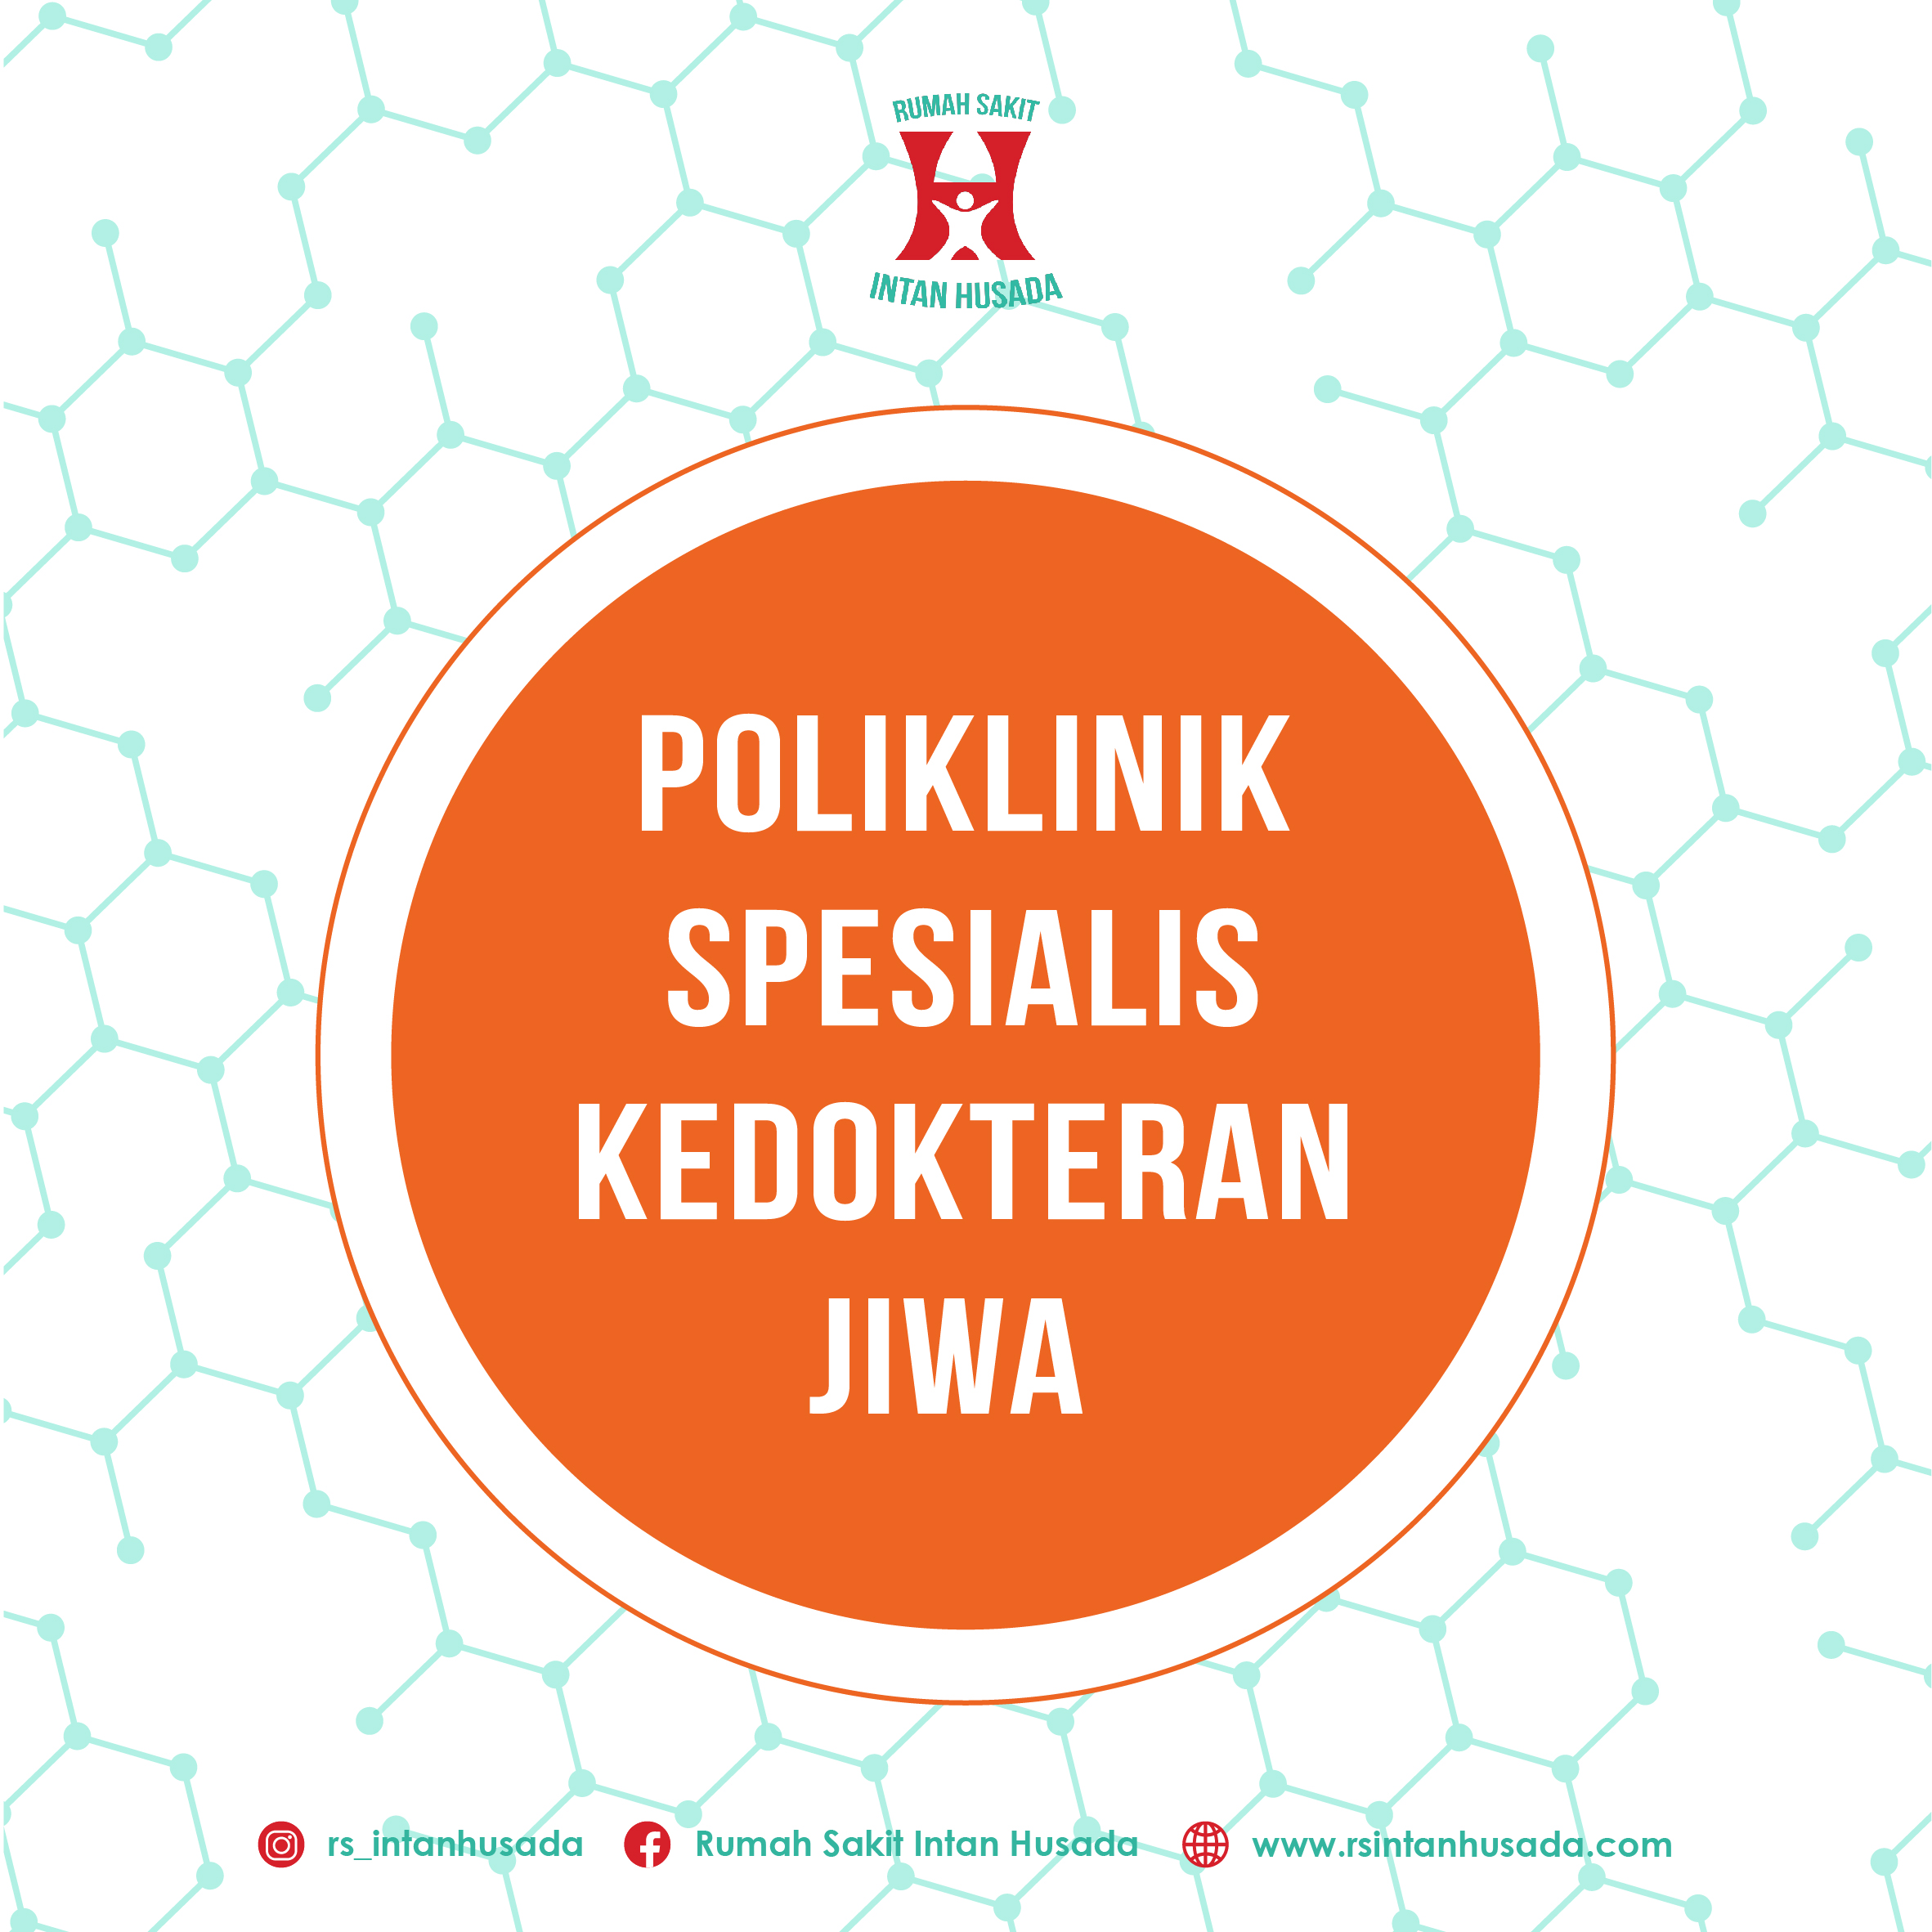 RUMAH SAKIT
INTAN HUSADA
POLIKLINIK
SPESIALIS
KEDOKTERAN
JIWA
rs_intanhusada
Rumah Sakit Intan Husada
www.rsintanhusada.com